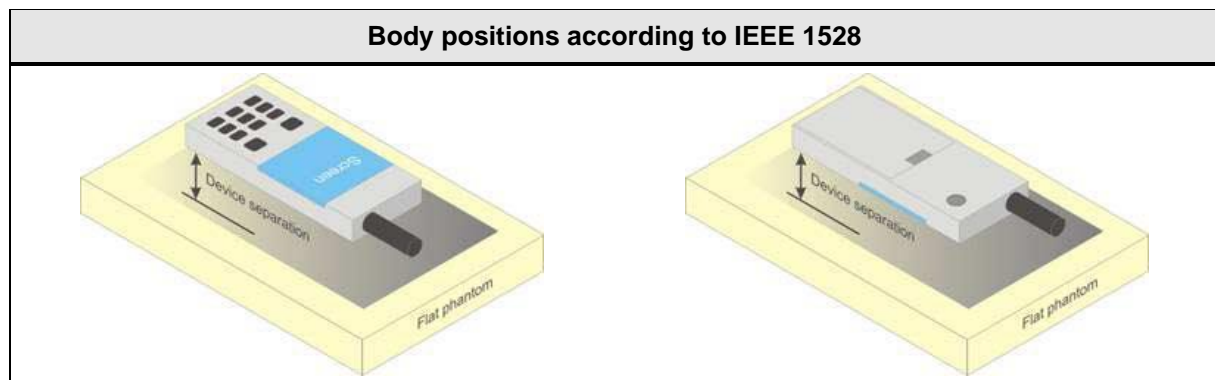 Body positions according to IEEE 1528
Screen
Device separation
Flat phantom
Device separation
Flat phantom